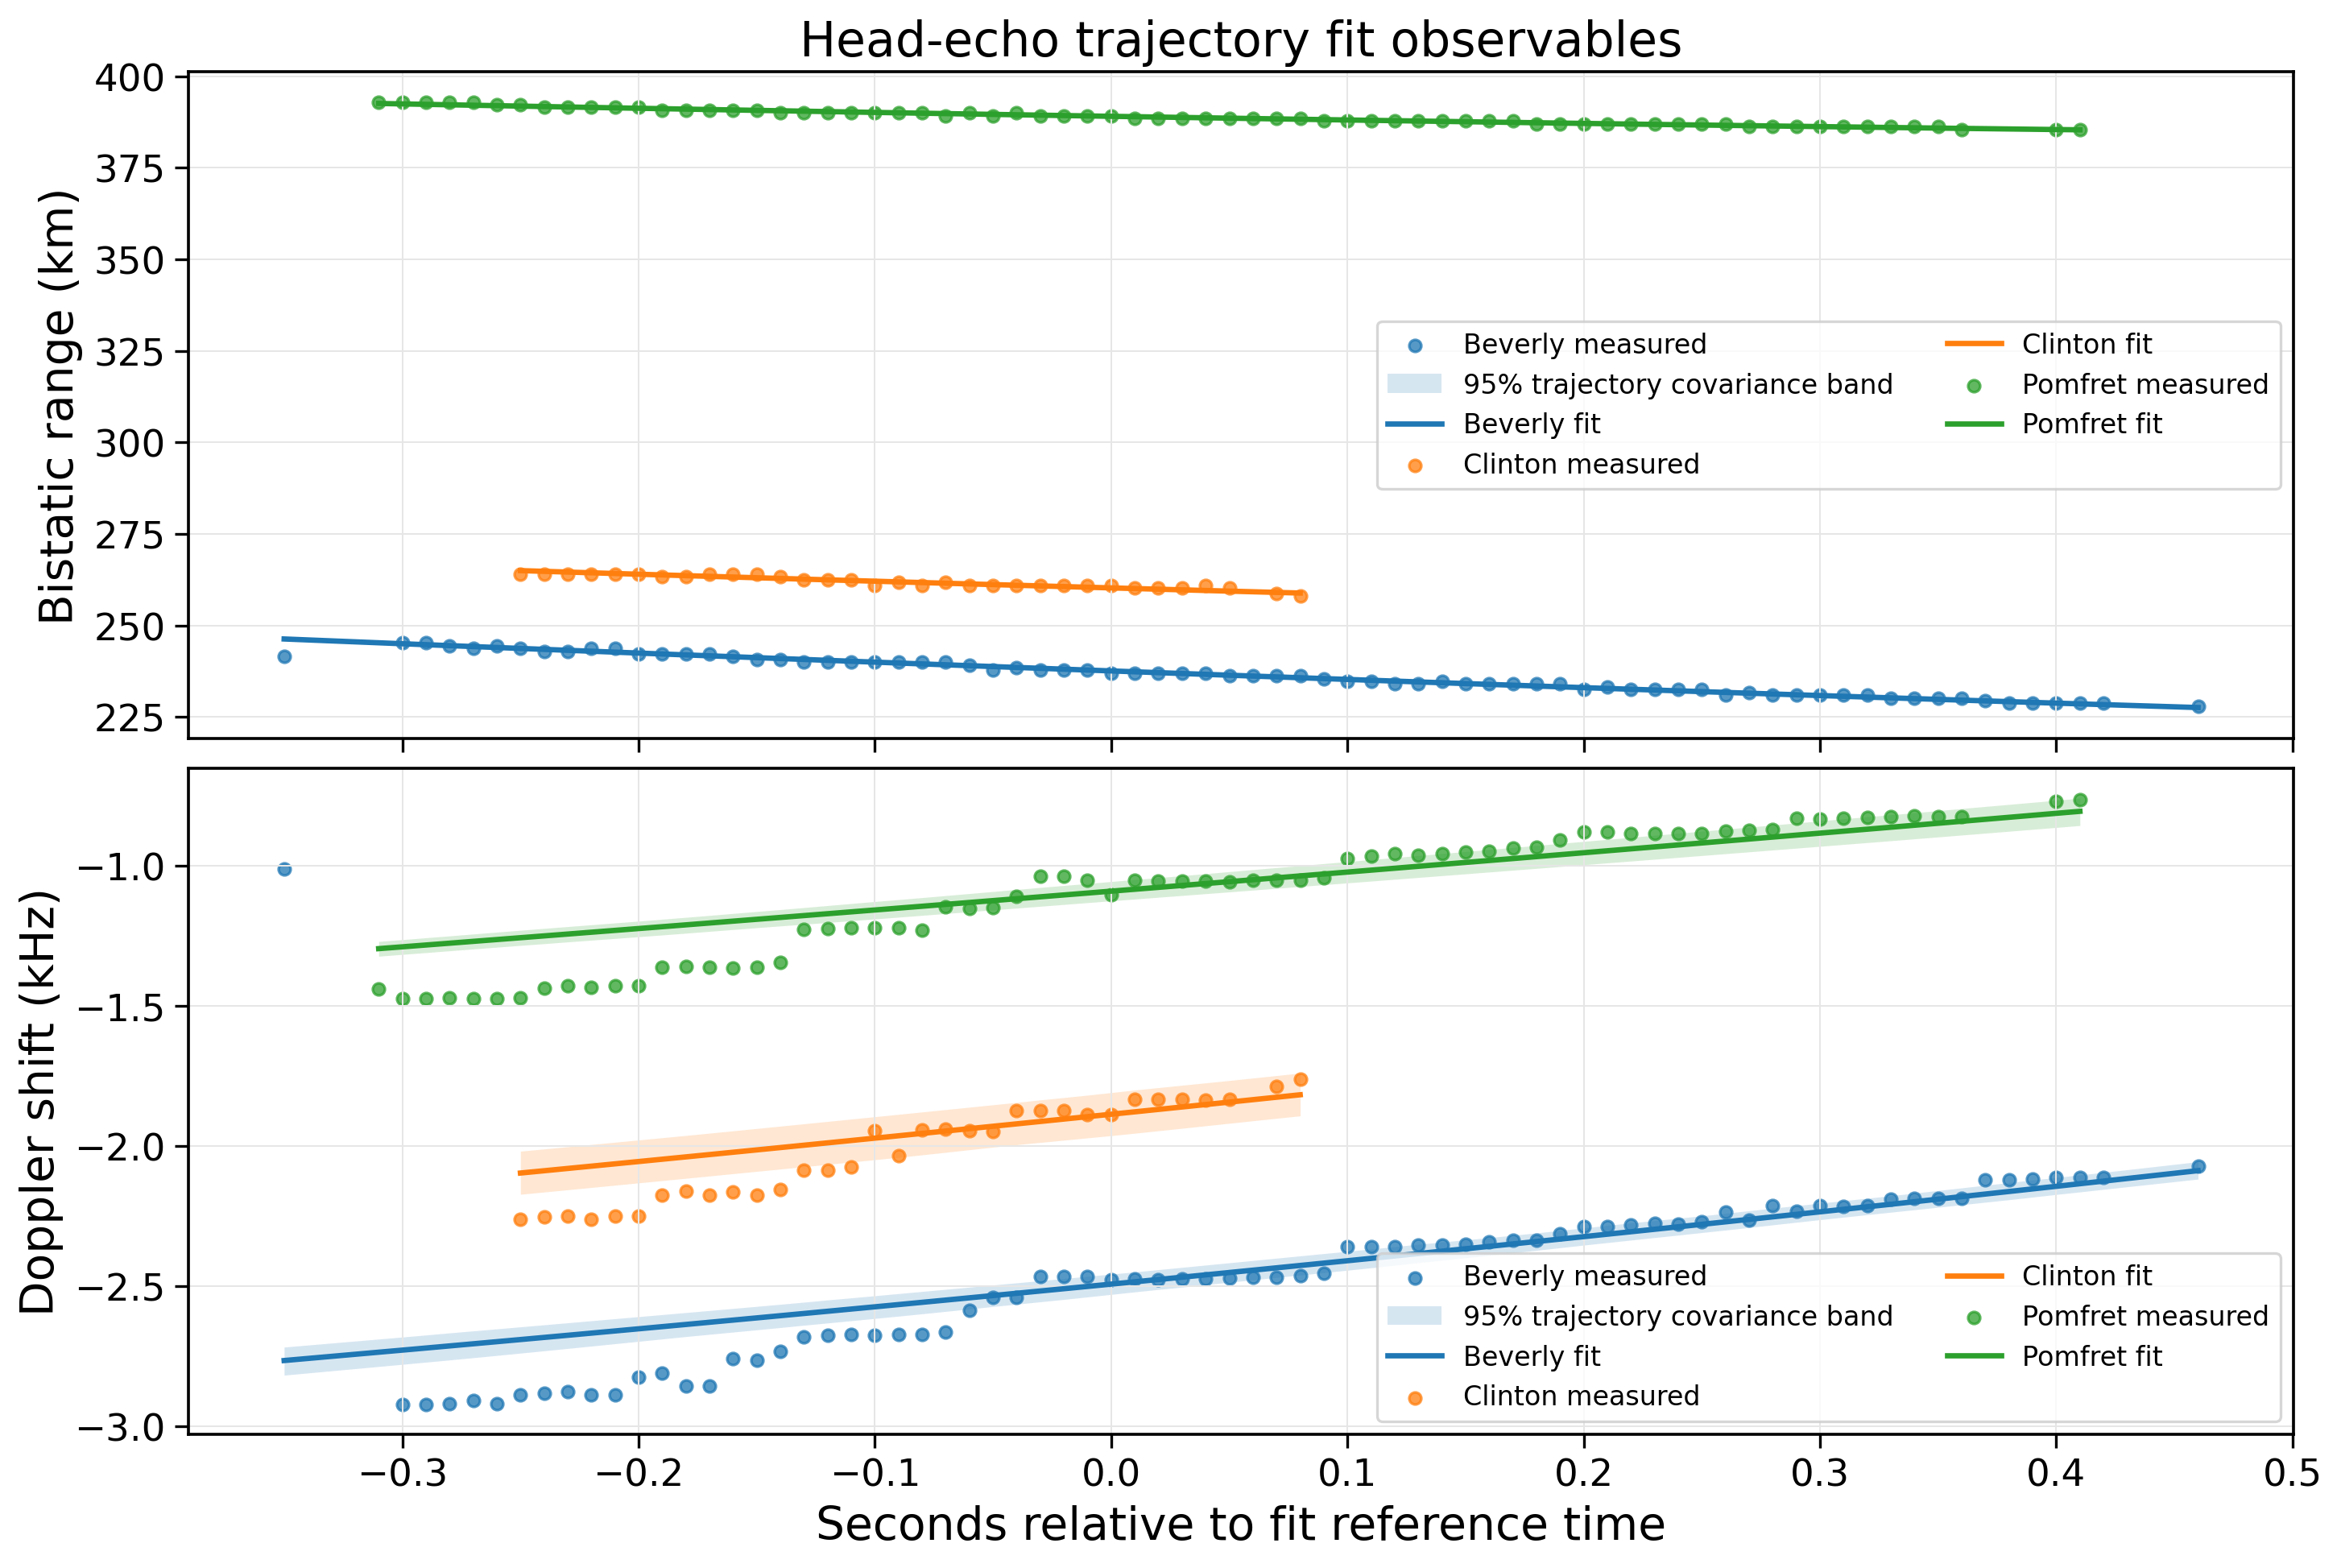 Head-echo trajectory fit observables
Bistatic range (km)
400
375
350
325
300
275
250
225
Beverly measured
95% trajectory covariance band
Beverly fit
Clinton measured
Clinton fit
Pomfret measured
Pomfret fit
Doppler shift (kHz)
−1.0
−1.5
−2.0
−2.5
−3.0
Beverly measured
95% trajectory covariance band
Beverly fit
Clinton measured
Clinton fit
Pomfret measured
Pomfret fit
−0.3 −0.2 −0.1 0.0 0.1 0.2 0.3 0.4 0.5
Seconds relative to fit reference time